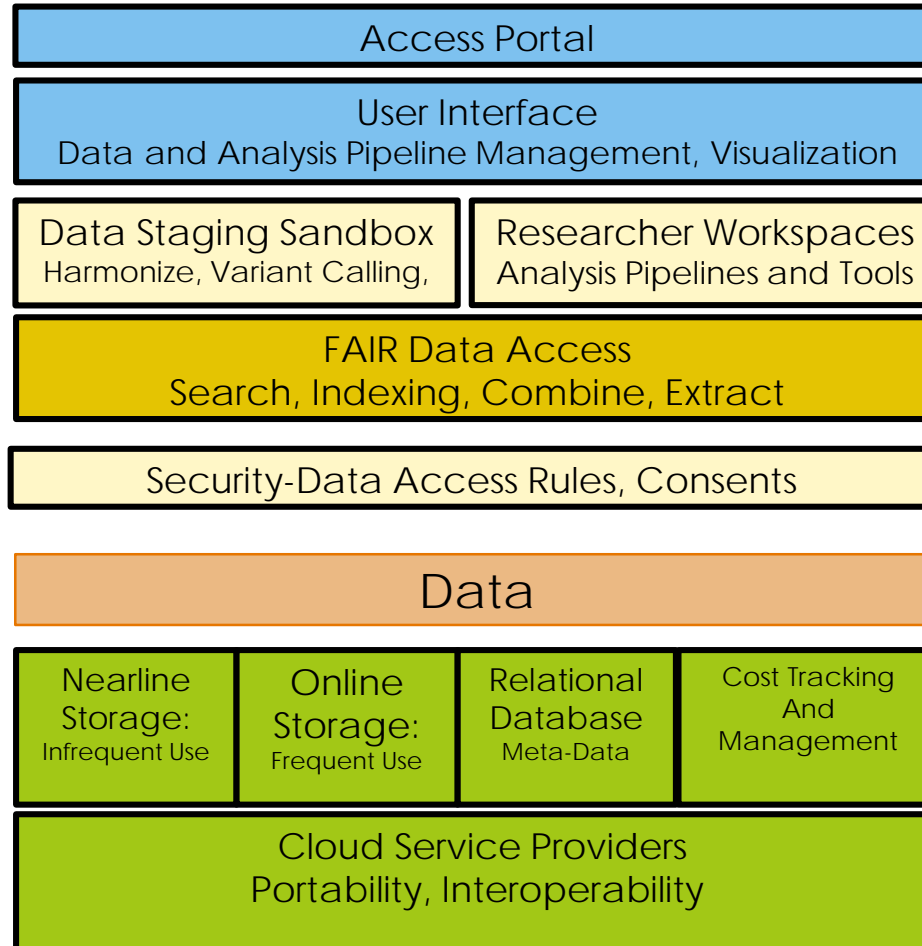 Access Portal
User Interface
Data and Analysis Pipeline Management, Visualization
Data Staging Sandbox
Harmonize, Variant Calling,
Researcher Workspaces
Analysis Pipelines and Tools
FAIR Data Access
Search, Indexing, Combine, Extract
Security-Data Access Rules, Consents
Data
Nearline
Storage:
Infrequent Use
Online
Storage:
Frequent Use
Relational
Database
Meta-Data
Cost Tracking
And
Management
Cloud Service Providers
Portability, Interoperability